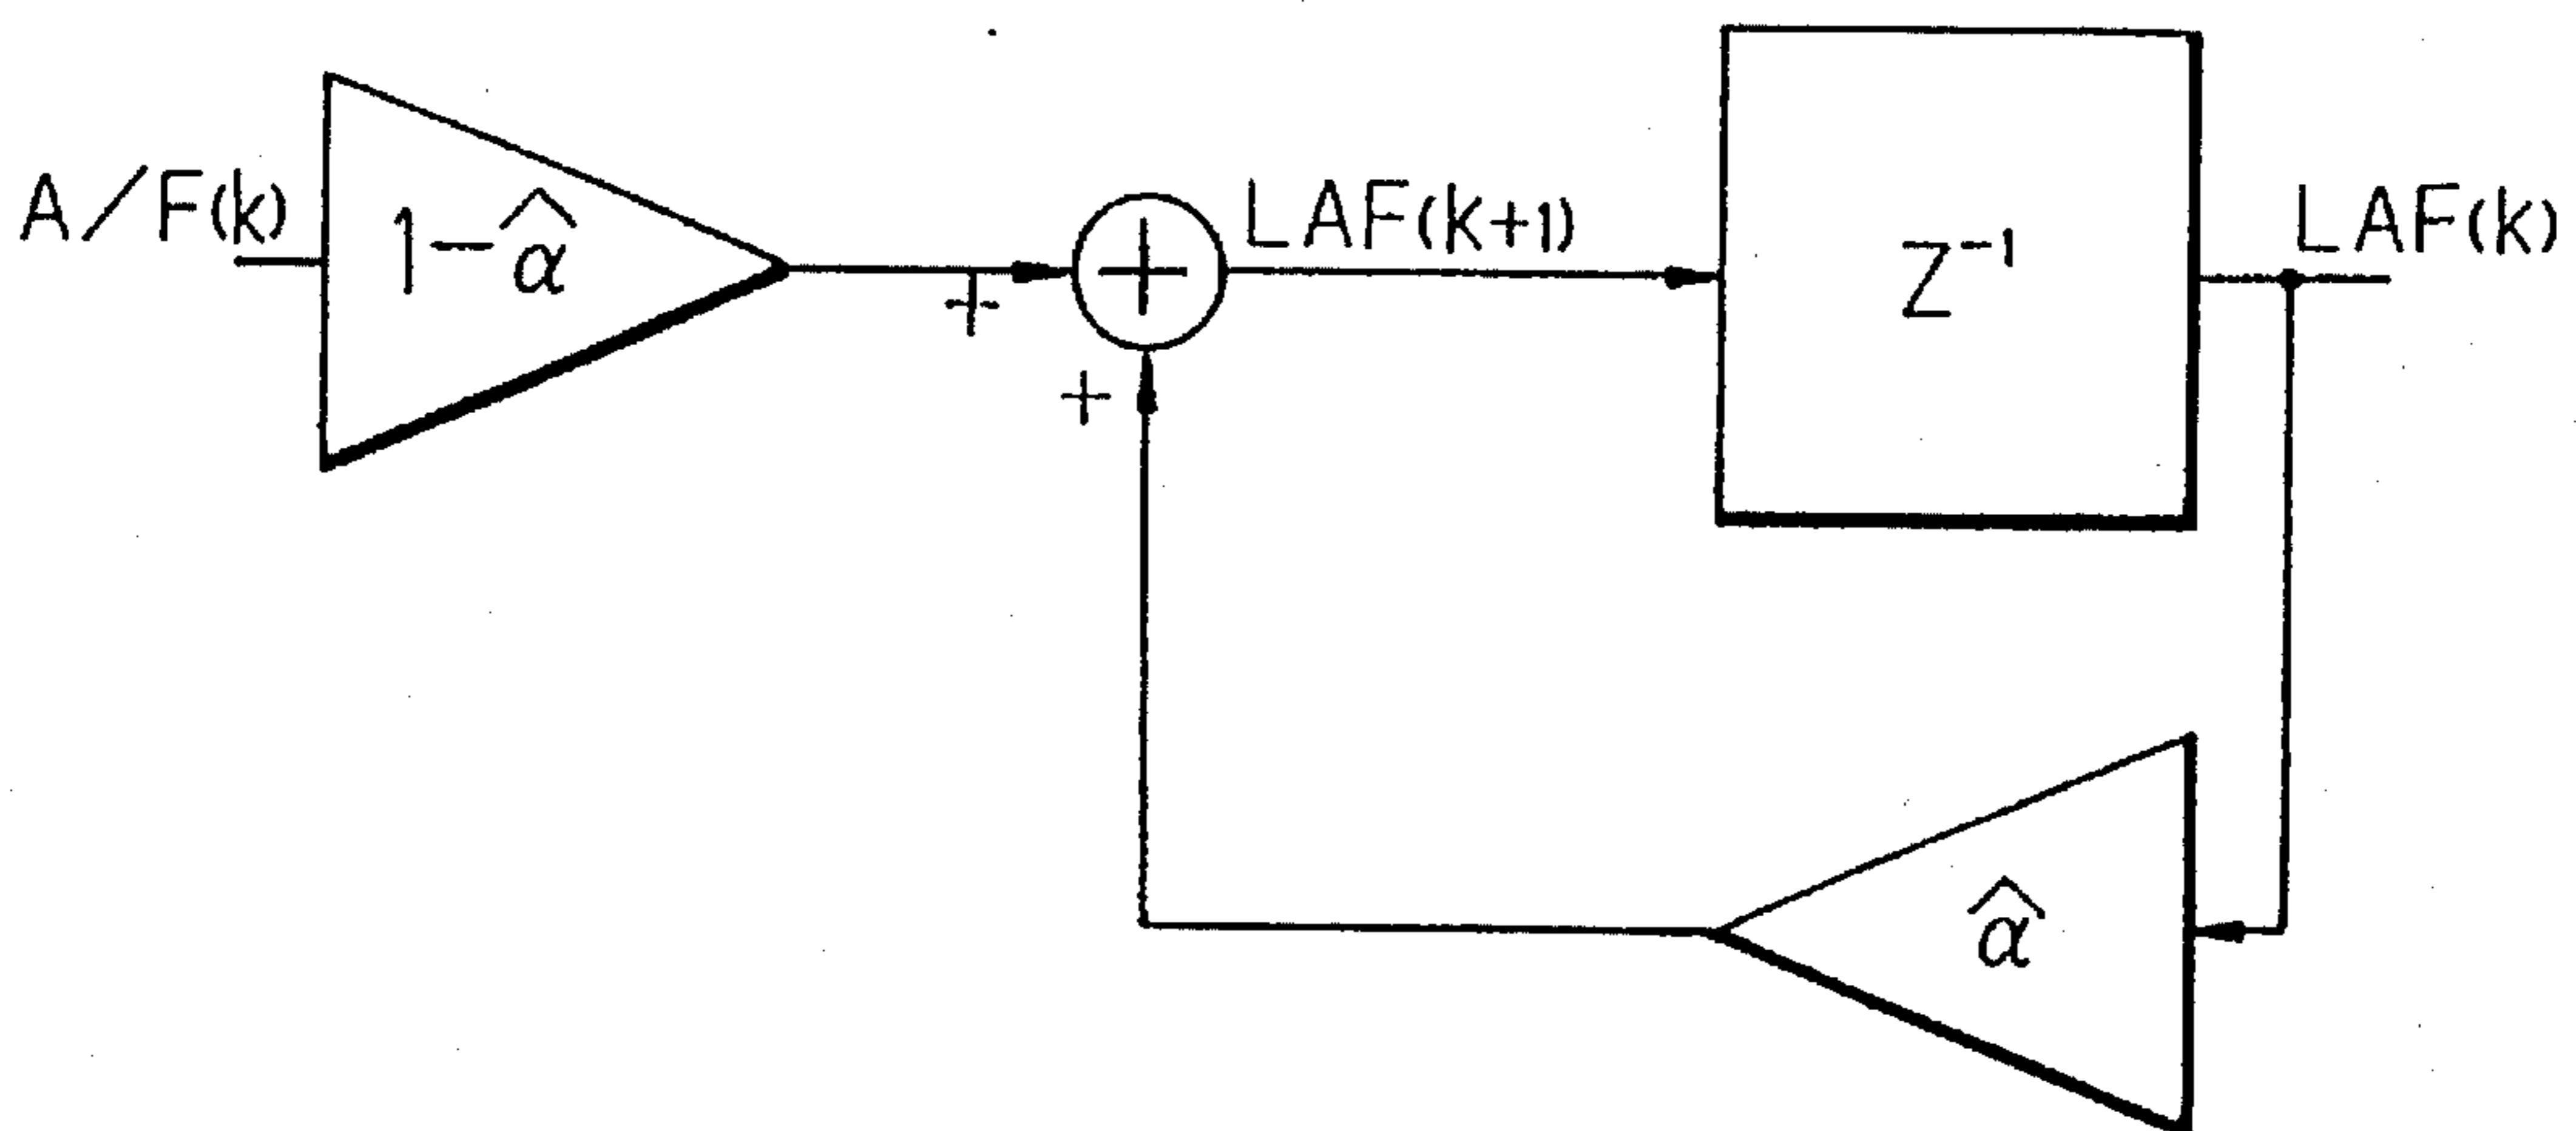 A/F(k)
1-α̂
+
+
+
LAF(k+1)
Z⁻¹
LAF(k)
α̂